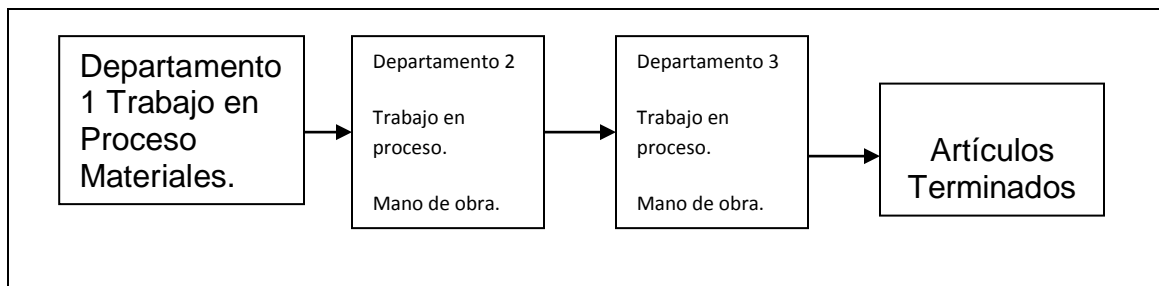 Departamento
1 Trabajo en
Proceso
Materiales.
Departamento 2
Trabajo en
proceso.
Mano de obra.
Departamento 3
Trabajo en
proceso.
Mano de obra.
Artículos
Terminados